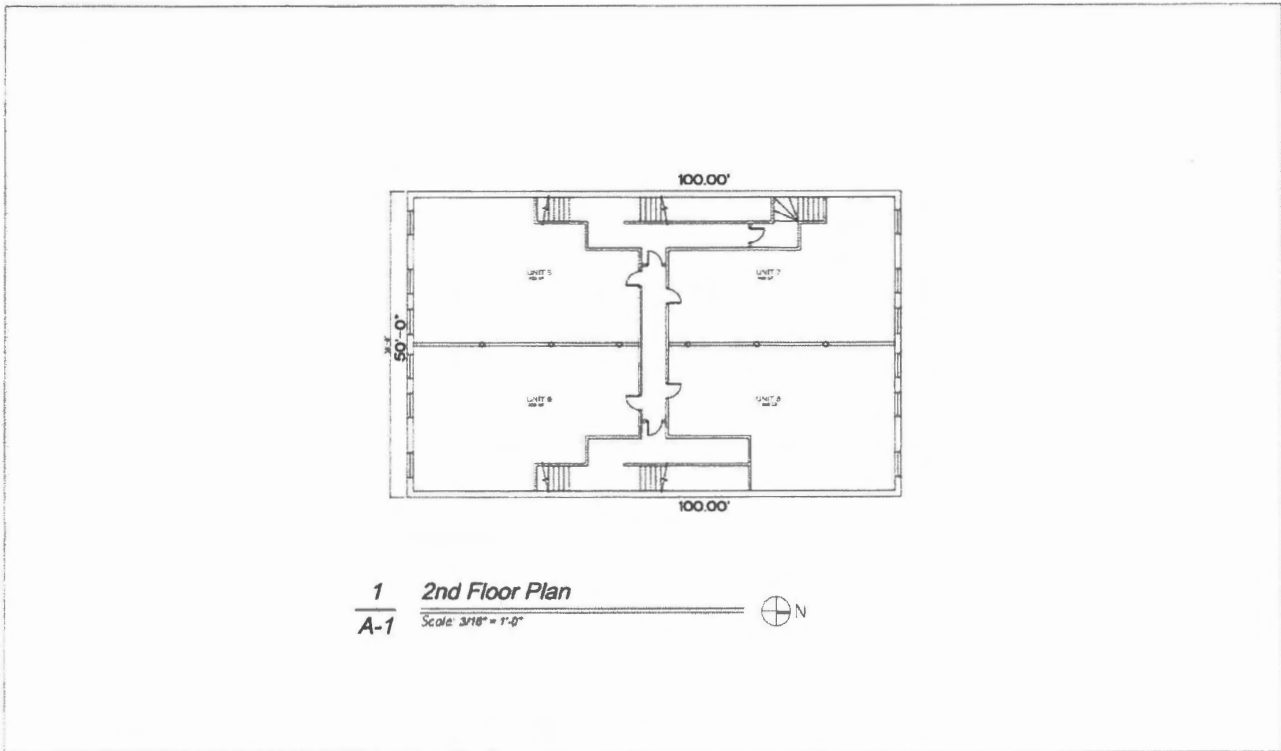 100.00'
UNIT 5
UNIT 7
50'-0"
UNIT 6
UNIT 8
100.00'
1
2nd Floor Plan
A-1
Scale: 3/16" = 1'-0"
N